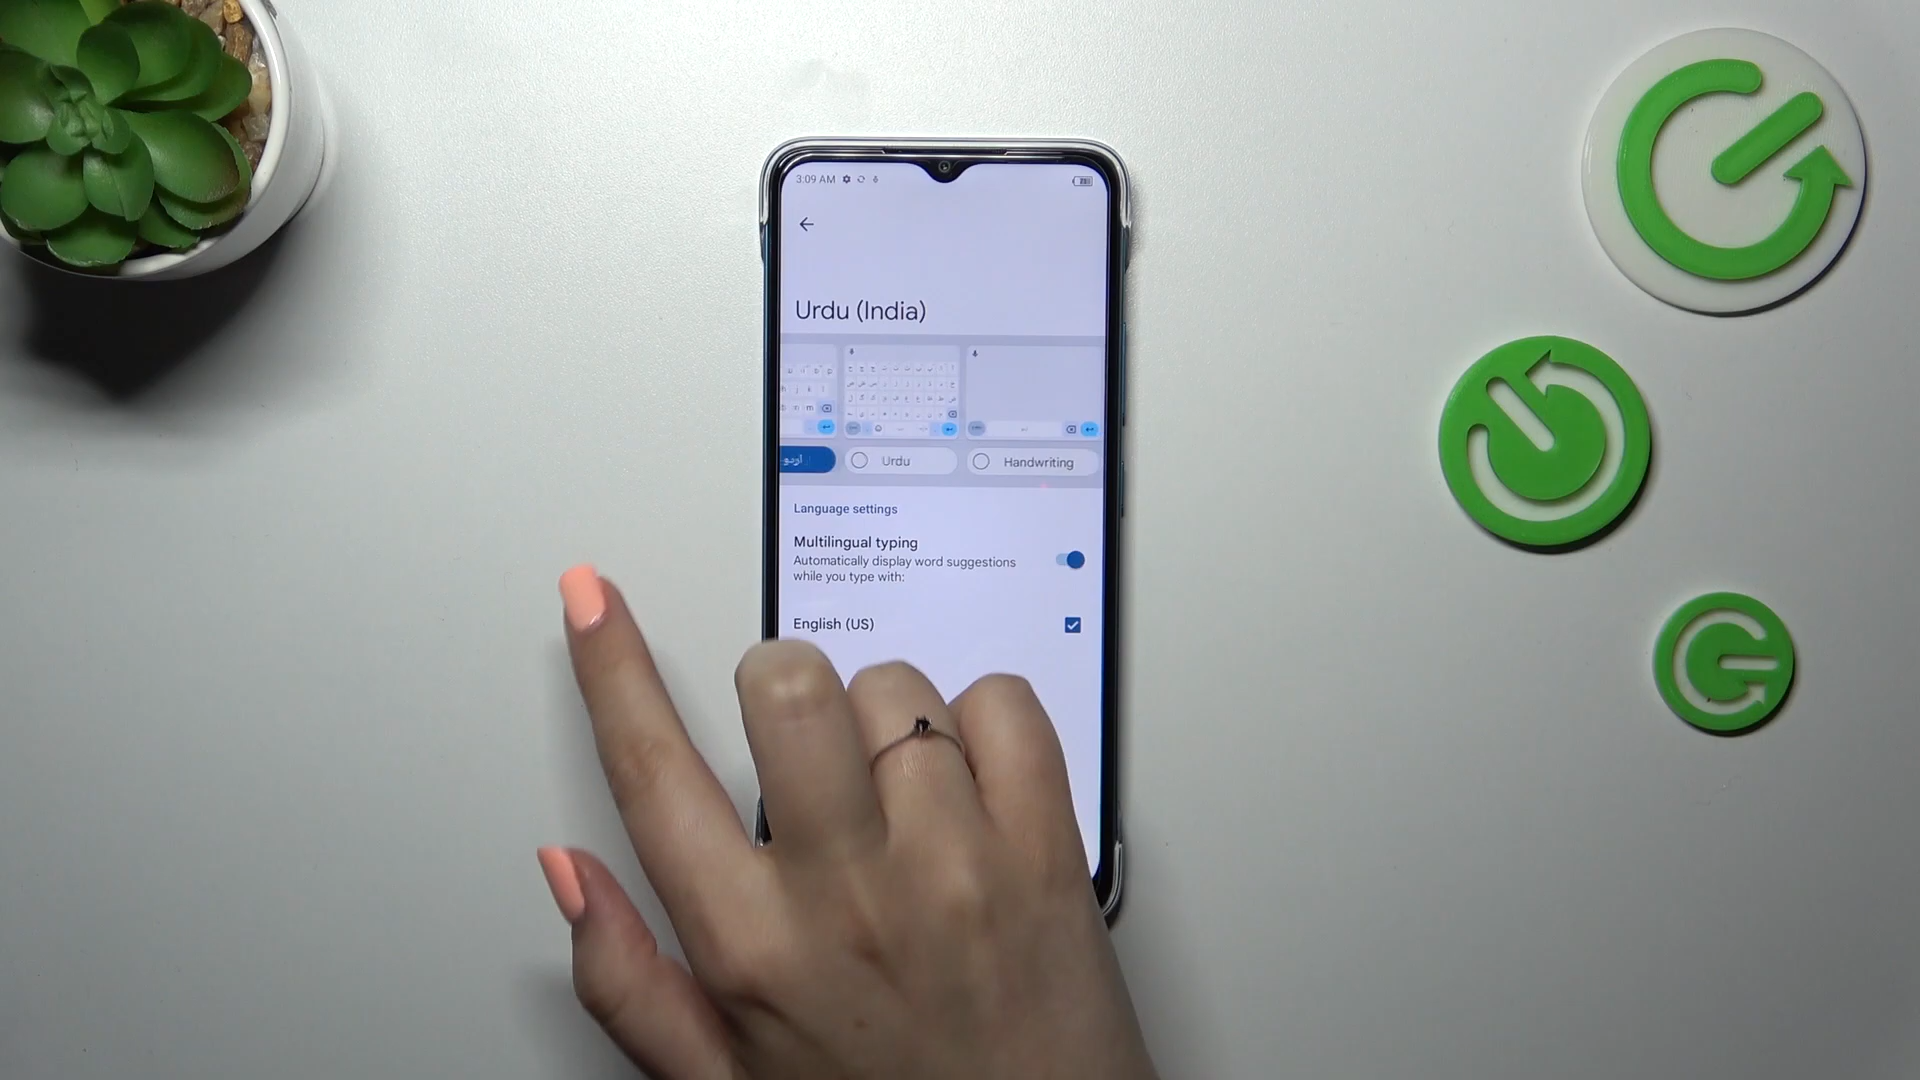 3:09 AM
Urdu (India)
اردو
Urdu
Handwriting
Language settings
Multilingual typing
Automatically display word suggestions
while you type with:
English (US)